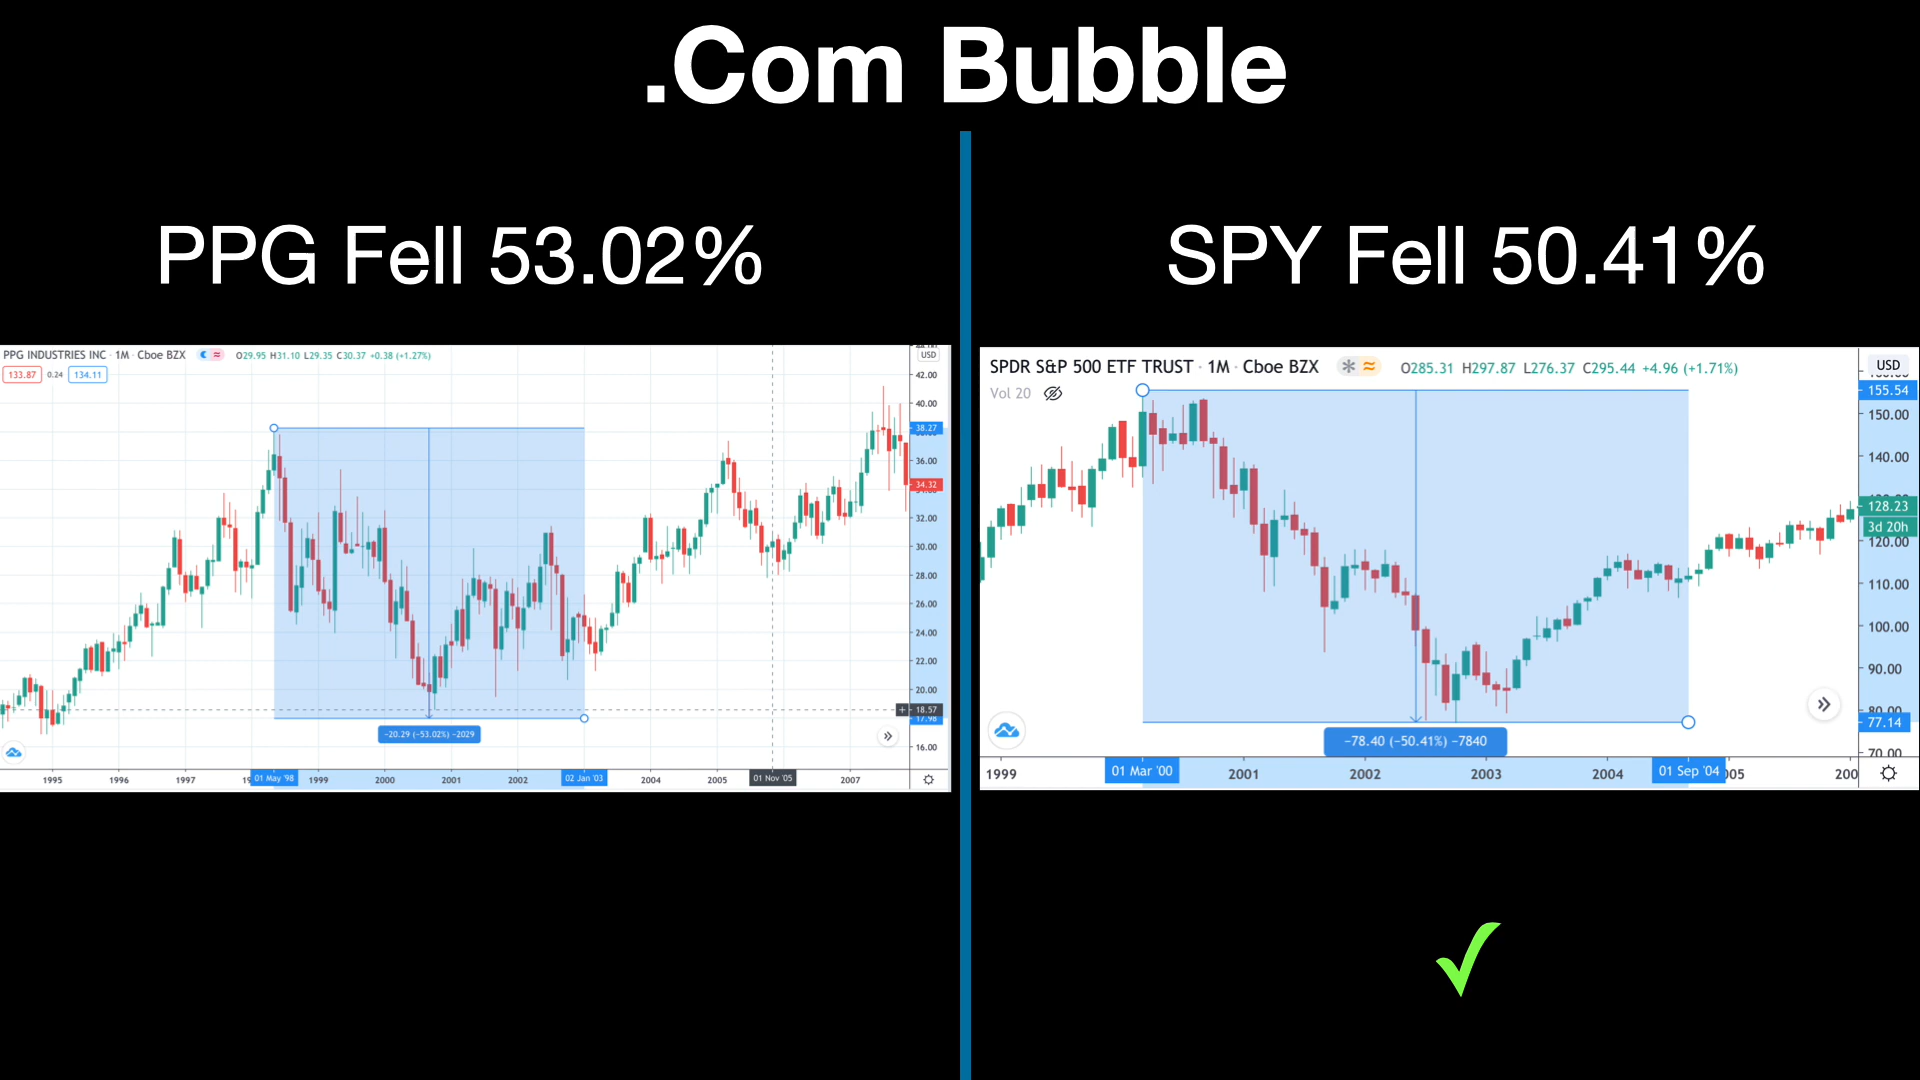 .Com Bubble
PPG Fell 53.02%
SPY Fell 50.41%
PPG INDUSTRIES INC · 1M · Cboe BZX
O29.95 H31.10 L29.35 C30.37 +0.38 (+1.27%)
USD
133.87 0.24 134.11
42.00
40.00
38.27
36.00
34.32
32.00
30.00
28.00
26.00
24.00
22.00
20.00
18.57
17.98
16.00
−20.29 (−53.02%) −2029
1995 1996 1997 01 May '98 1999 2000 2001 2002 02 Jan '03 2004 2005 01 Nov '05 2007
SPDR S&P 500 ETF TRUST · 1M · Cboe BZX
O285.31 H297.87 L276.37 C295.44 +4.96 (+1.71%)
USD
Vol 20
155.54
150.00
140.00
128.23
3d 20h
120.00
110.00
100.00
90.00
80.00
77.14
70.00
−78.40 (−50.41%) −7840
1999 01 Mar '00 2001 2002 2003 2004 01 Sep '04 005 200